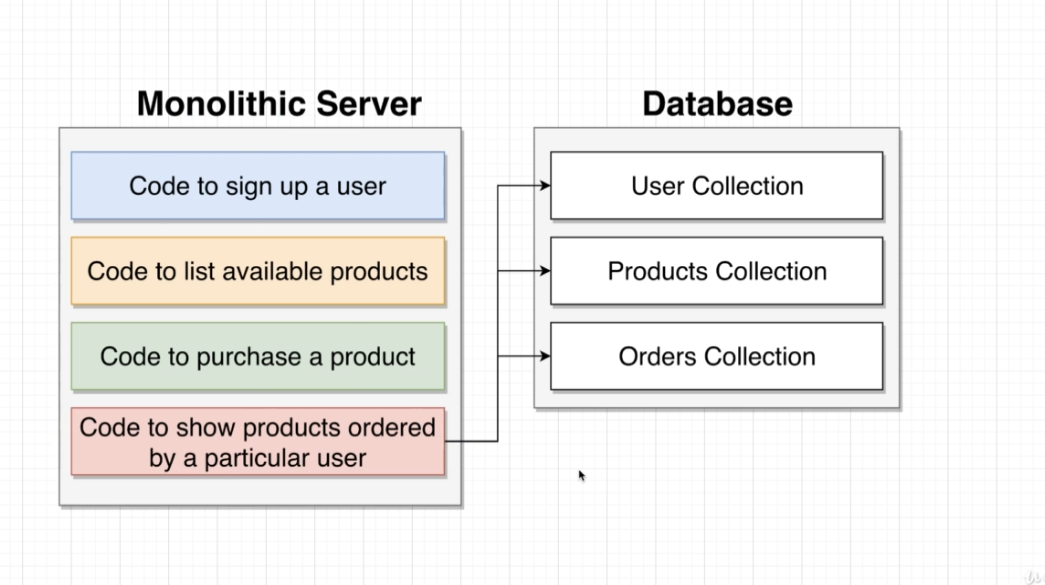 Monolithic Server
Database
Code to sign up a user
User Collection
Code to list available products
Products Collection
Code to purchase a product
Orders Collection
Code to show products ordered
by a particular user